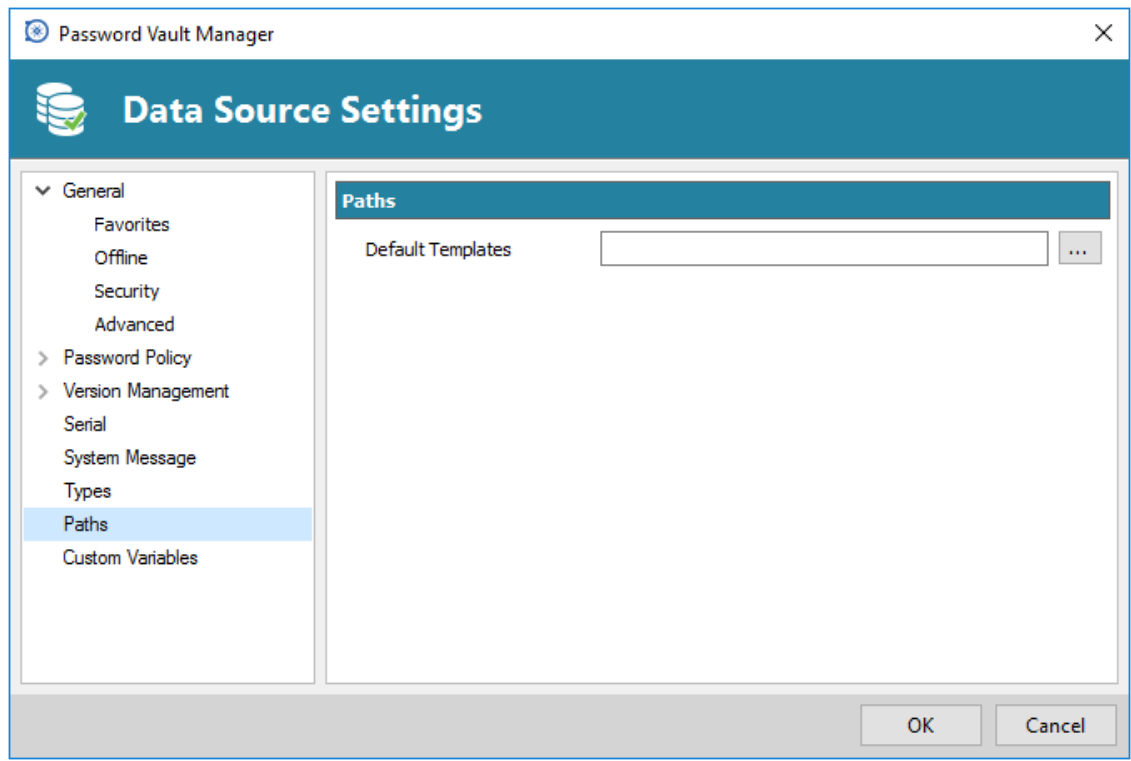 Password Vault Manager
Data Source Settings
General
Favorites
Offline
Security
Advanced
Password Policy
Version Management
Serial
System Message
Types
Paths
Custom Variables
Paths
Default Templates
...
OK
Cancel